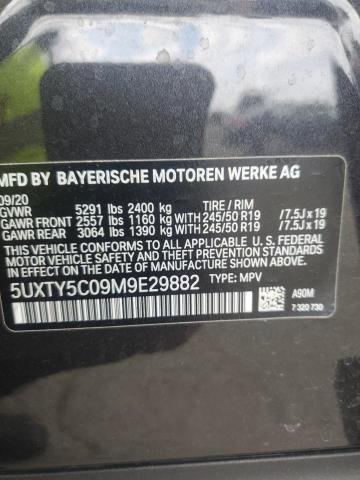 MFD BY BAYERISCHE MOTOREN WERKE AG
09/20
GVWR 5291 lbs 2400 kg TIRE / RIM
GAWR FRONT 2557 lbs 1160 kg WITH 245/50 R19 /7.5J x 19
GAWR REAR 3064 lbs 1390 kg WITH 245/50 R19 /7.5J x 19
THIS VEHICLE CONFORMS TO ALL APPLICABLE U.S. FEDERAL
MOTOR VEHICLE SAFETY, BUMPER, AND THEFT PREVENTION
STANDARDS IN EFFECT ON THE DATE OF MANUFACTURE SHOWN ABOVE.
5UXTY5C09M9E29882 TYPE: MPV
A90M
7 320 730